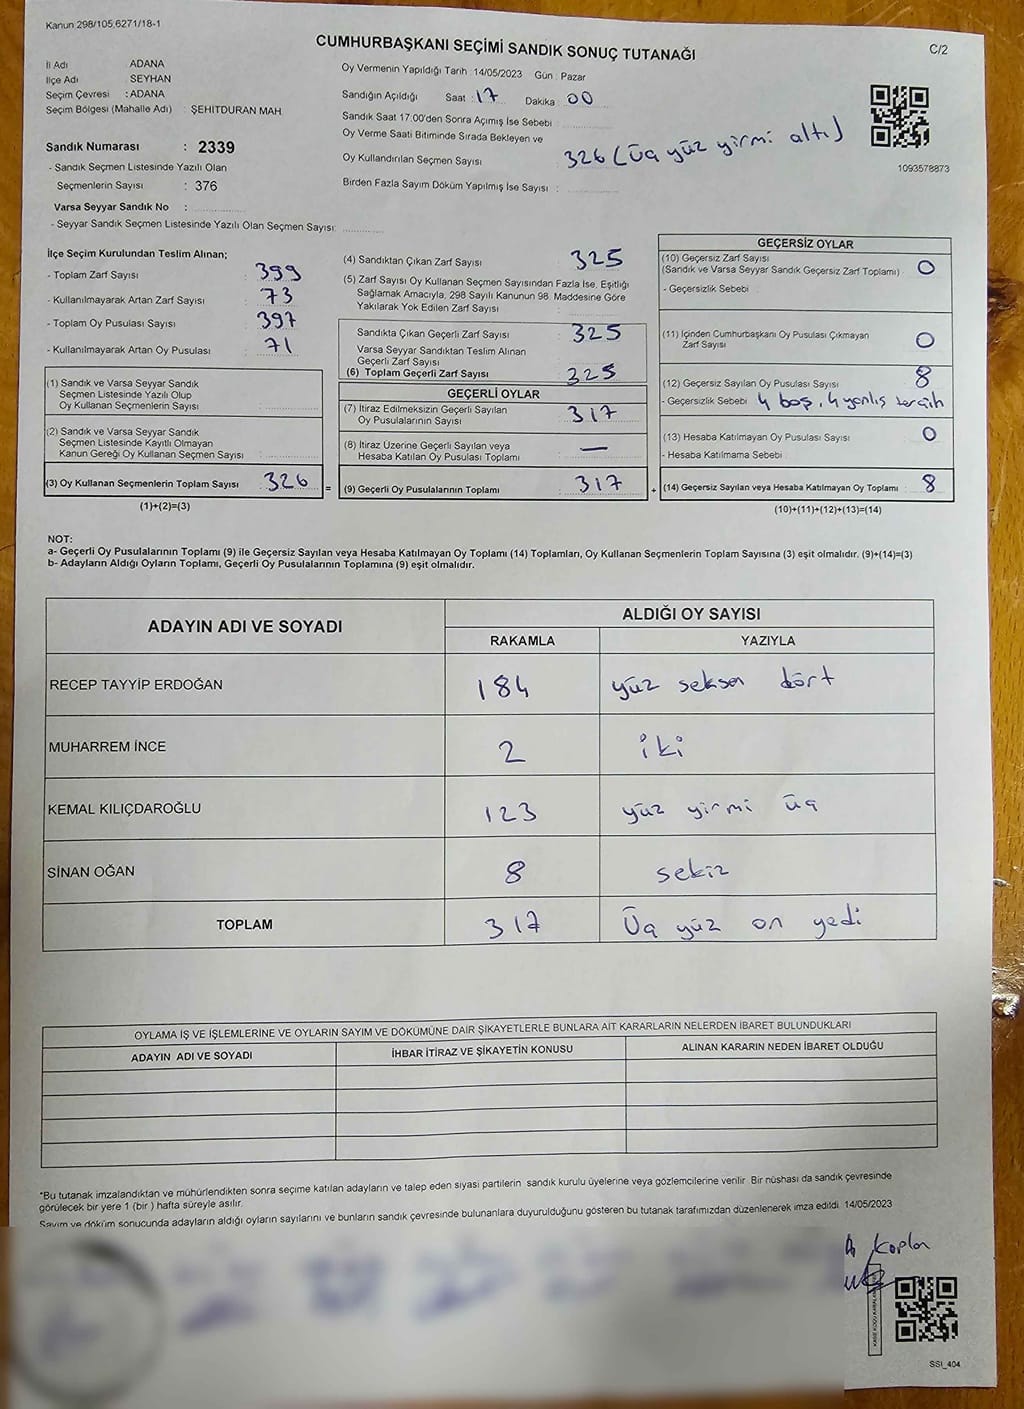 Kanun 298/105,6271/18-1
CUMHURBAŞKANI SEÇİMİ SANDIK SONUÇ TUTANAĞI
C/2
İl Adı ADANA
İlçe Adı SEYHAN
Seçim Çevresi : ADANA
Seçim Bölgesi (Mahalle Adı) : ŞEHİTDURAN MAH.
Sandık Numarası : 2339
- Sandık Seçmen Listesinde Yazılı Olan
Seçmenlerin Sayısı : 376
Varsa Seyyar Sandık No :
- Seyyar Sandık Seçmen Listesinde Yazılı Olan Seçmen Sayısı:
Oy Vermenin Yapıldığı Tarih : 14/05/2023 Gün : Pazar
Sandığın Açıldığı Saat : 17 Dakika : 00
Sandık Saat 17.00'den Sonra Açımış İse Sebebi :
Oy Verme Saati Bitiminde Sırada Bekleyen ve
Oy Kullandırılan Seçmen Sayısı 326 (üç yüz yirmi altı)
Birden Fazla Sayım Döküm Yapılmış İse Sayısı :
1093578873
İlçe Seçim Kurulundan Teslim Alınan;
- Toplam Zarf Sayısı : 399
- Kullanılmayarak Artan Zarf Sayısı : 73
- Toplam Oy Pusulası Sayısı : 397
- Kullanılmayarak Artan Oy Pusulası : 71
(1) Sandık ve Varsa Seyyar Sandık
Seçmen Listesinde Yazılı Olup
Oy Kullanan Seçmenlerin Sayısı :
(2) Sandık ve Varsa Seyyar Sandık
Seçmen Listesinde Kayıtlı Olmayan
Kanun Gereği Oy Kullanan Seçmen Sayısı :
(3) Oy Kullanan Seçmenlerin Toplam Sayısı : 326 =
(1)+(2)=(3)
(4) Sandıktan Çıkan Zarf Sayısı : 325
(5) Zarf Sayısı Oy Kullanan Seçmen Sayısından Fazla İse, Eşitliği
Sağlamak Amacıyla, 298 Sayılı Kanunun 98. Maddesine Göre
Yakılarak Yok Edilen Zarf Sayısı :
Sandıkta Çıkan Geçerli Zarf Sayısı : 325
Varsa Seyyar Sandıktan Teslim Alınan
Geçerli Zarf Sayısı :
(6) Toplam Geçerli Zarf Sayısı : 325
GEÇERLİ OYLAR
(7) İtiraz Edilmeksizin Geçerli Sayılan
Oy Pusulalarının Sayısı : 317
(8) İtiraz Üzerine Geçerli Sayılan veya
Hesaba Katılan Oy Pusulası Toplamı : —
(9) Geçerli Oy Pusulalarının Toplamı : 317 +
GEÇERSİZ OYLAR
(10) Geçersiz Zarf Sayısı
(Sandık ve Varsa Seyyar Sandık Geçersiz Zarf Toplamı) : 0
- Geçersizlik Sebebi :
(11) İçinden Cumhurbaşkanı Oy Pusulası Çıkmayan
Zarf Sayısı : 0
(12) Geçersiz Sayılan Oy Pusulası Sayısı : 8
- Geçersizlik Sebebi : 4 boş, 4 yanlış tercih
(13) Hesaba Katılmayan Oy Pusulası Sayısı : 0
- Hesaba Katılmama Sebebi :
(14) Geçersiz Sayılan veya Hesaba Katılmayan Oy Toplamı : 8
(10)+(11)+(12)+(13)=(14)
NOT:
a- Geçerli Oy Pusulalarının Toplamı (9) ile Geçersiz Sayılan veya Hesaba Katılmayan Oy Toplamı (14) Toplamları, Oy Kullanan Seçmenlerin Toplam Sayısına (3) eşit olmalıdır. (9)+(14)=(3)
b- Adayların Aldığı Oyların Toplamı, Geçerli Oy Pusulalarının Toplamına (9) eşit olmalıdır.
ADAYIN ADI VE SOYADI ALDIĞI OY SAYISI
RAKAMLA YAZIYLA
RECEP TAYYİP ERDOĞAN 184 yüz seksen dört
MUHARREM İNCE 2 iki
KEMAL KILIÇDAROĞLU 123 yüz yirmi üç
SİNAN OĞAN 8 sekiz
TOPLAM 317 Üç yüz on yedi
OYLAMA İŞ VE İŞLEMLERİNE VE OYLARIN SAYIM VE DÖKÜMÜNE DAİR ŞİKAYETLERLE BUNLARA AİT KARARLARIN NELERDEN İBARET BULUNDUKLARI
ADAYIN ADI VE SOYADI İHBAR İTİRAZ VE ŞİKAYETİN KONUSU ALINAN KARARIN NEDEN İBARET OLDUĞU
*Bu tutanak imzalandıktan ve mühürlendikten sonra seçime katılan adayların ve talep eden siyasi partilerin sandık kurulu üyelerine veya gözlemcilerine verilir. Bir nüshası da sandık çevresinde
görülecek bir yere 1 (bir ) hafta süreyle asılır.
Sayım ve döküm sonucunda adayların aldığı oyların sayılarını ve bunların sandık çevresinde bulunanlara duyurulduğunu gösteren bu tutanak tarafımızdan düzenlenerek imza edildi. 14/05/2023
Kaplan
SSİ_404